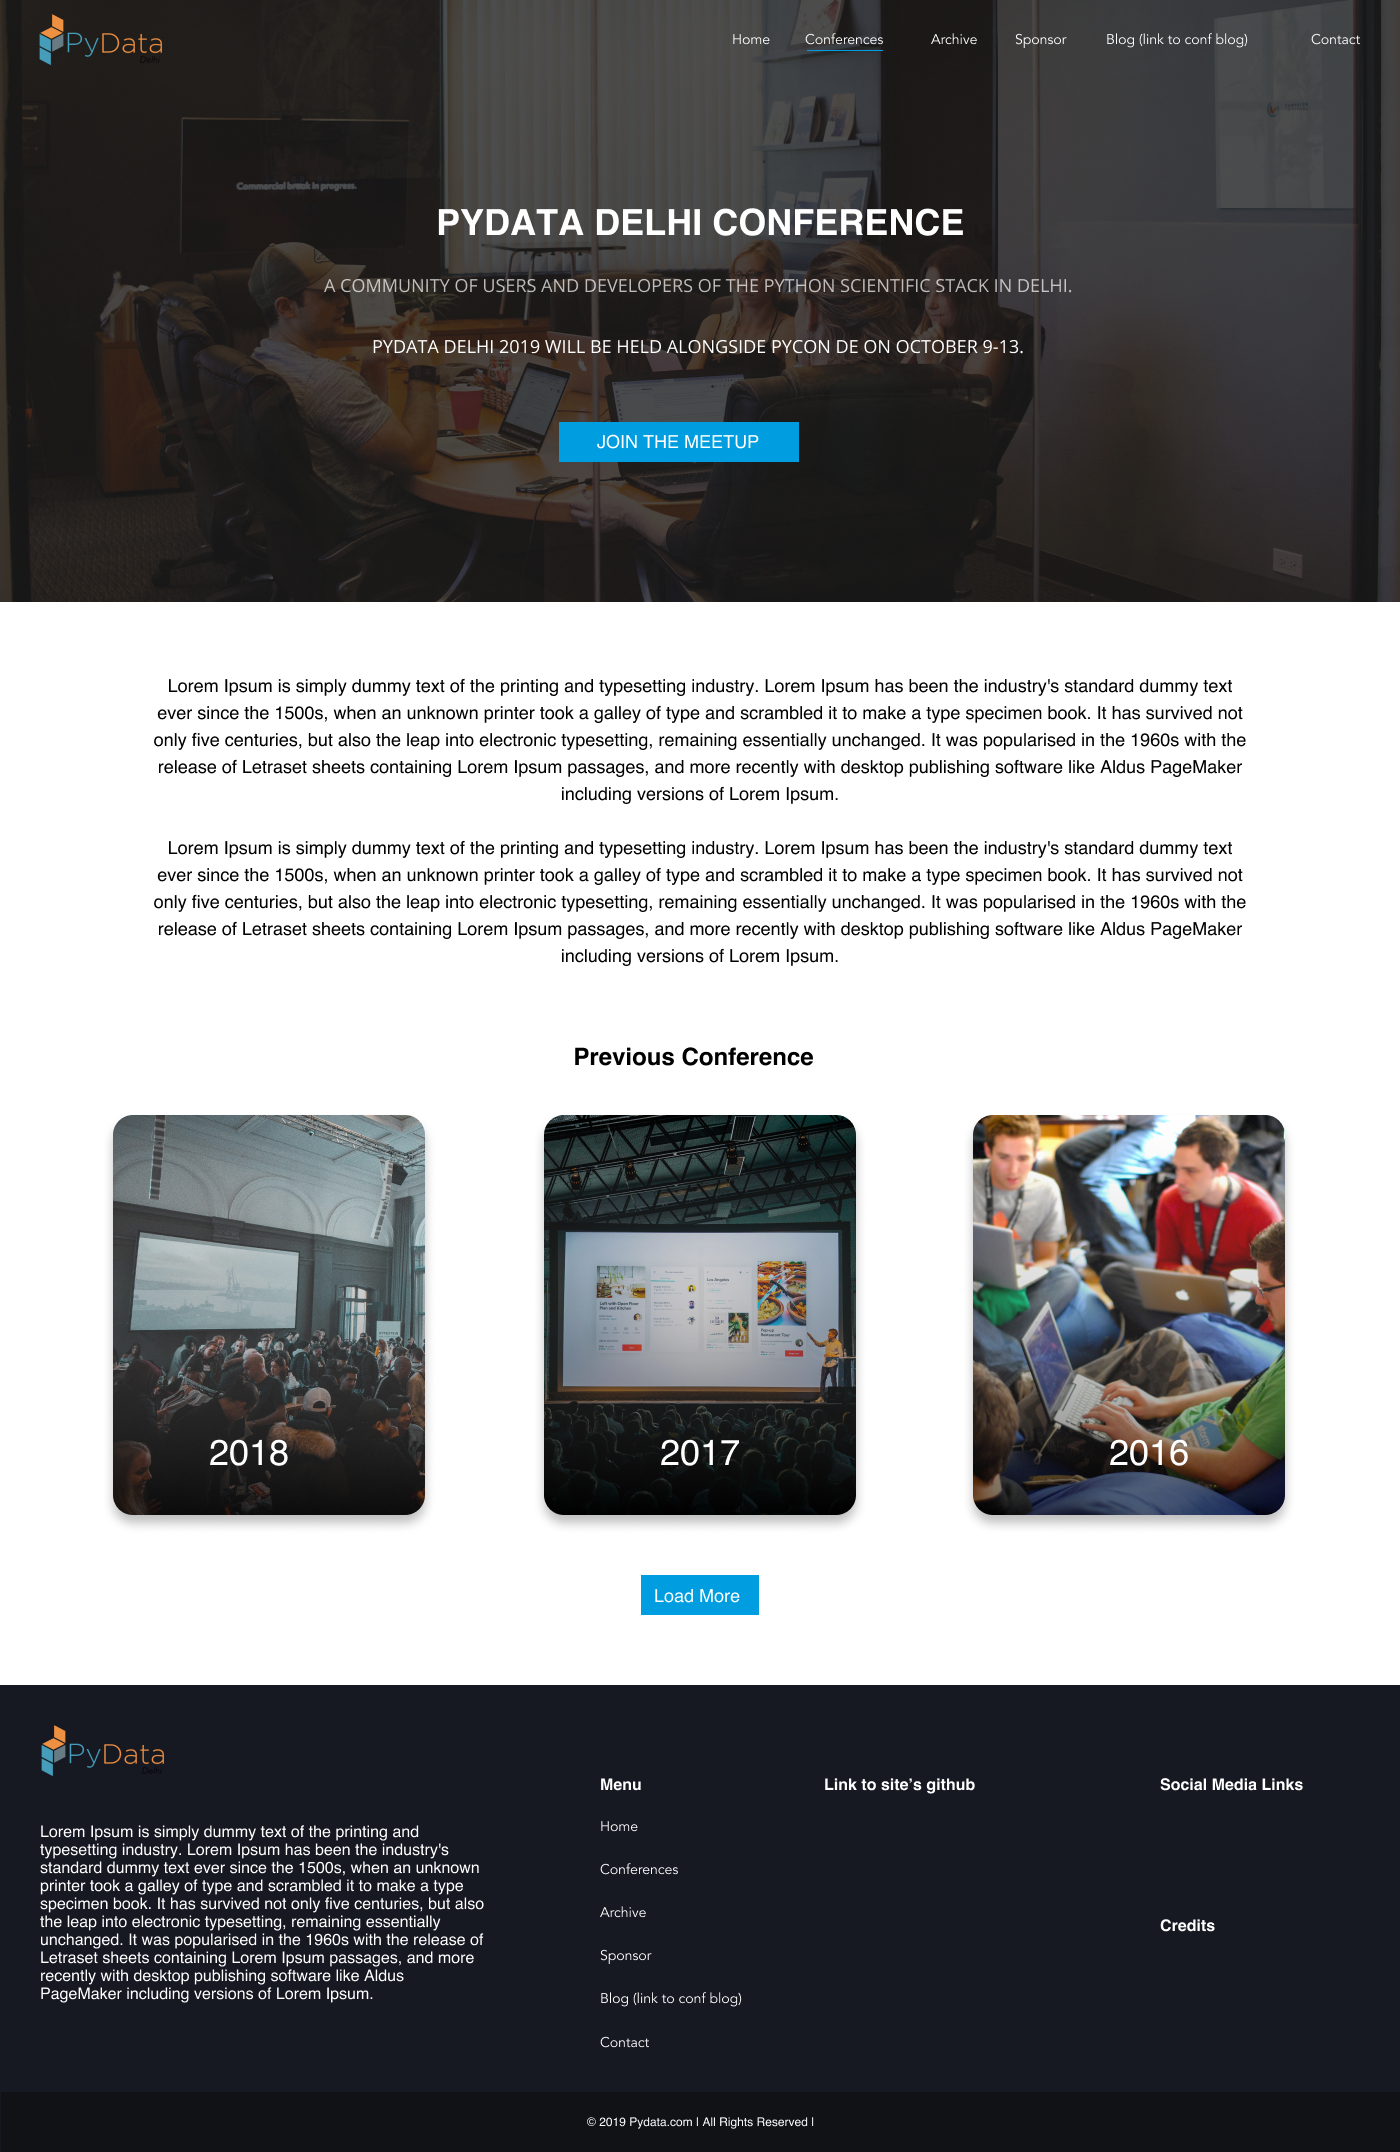 PyData
Delhi
Home
Conferences
Archive
Sponsor
Blog (link to conf blog)
Contact
Commercial break in progress.
PYDATA DELHI CONFERENCE
A COMMUNITY OF USERS AND DEVELOPERS OF THE PYTHON SCIENTIFIC STACK IN DELHI.
PYDATA DELHI 2019 WILL BE HELD ALONGSIDE PYCON DE ON OCTOBER 9-13.
JOIN THE MEETUP
Lorem Ipsum is simply dummy text of the printing and typesetting industry. Lorem Ipsum has been the industry's standard dummy text
ever since the 1500s, when an unknown printer took a galley of type and scrambled it to make a type specimen book. It has survived not
only five centuries, but also the leap into electronic typesetting, remaining essentially unchanged. It was popularised in the 1960s with the
release of Letraset sheets containing Lorem Ipsum passages, and more recently with desktop publishing software like Aldus PageMaker
including versions of Lorem Ipsum.
Lorem Ipsum is simply dummy text of the printing and typesetting industry. Lorem Ipsum has been the industry's standard dummy text
ever since the 1500s, when an unknown printer took a galley of type and scrambled it to make a type specimen book. It has survived not
only five centuries, but also the leap into electronic typesetting, remaining essentially unchanged. It was popularised in the 1960s with the
release of Letraset sheets containing Lorem Ipsum passages, and more recently with desktop publishing software like Aldus PageMaker
including versions of Lorem Ipsum.
Previous Conference
Loft with Open Floor
Plan and Kitchen
Los Angeles
Pop-up
Restaurant Tour
2018
2017
2016
Load More
PyData
Delhi
Lorem Ipsum is simply dummy text of the printing and
typesetting industry. Lorem Ipsum has been the industry's
standard dummy text ever since the 1500s, when an unknown
printer took a galley of type and scrambled it to make a type
specimen book. It has survived not only five centuries, but also
the leap into electronic typesetting, remaining essentially
unchanged. It was popularised in the 1960s with the release of
Letraset sheets containing Lorem Ipsum passages, and more
recently with desktop publishing software like Aldus
PageMaker including versions of Lorem Ipsum.
Menu
Home
Conferences
Archive
Sponsor
Blog (link to conf blog)
Contact
Link to site’s github
Social Media Links
Credits
© 2019 Pydata.com | All Rights Reserved |